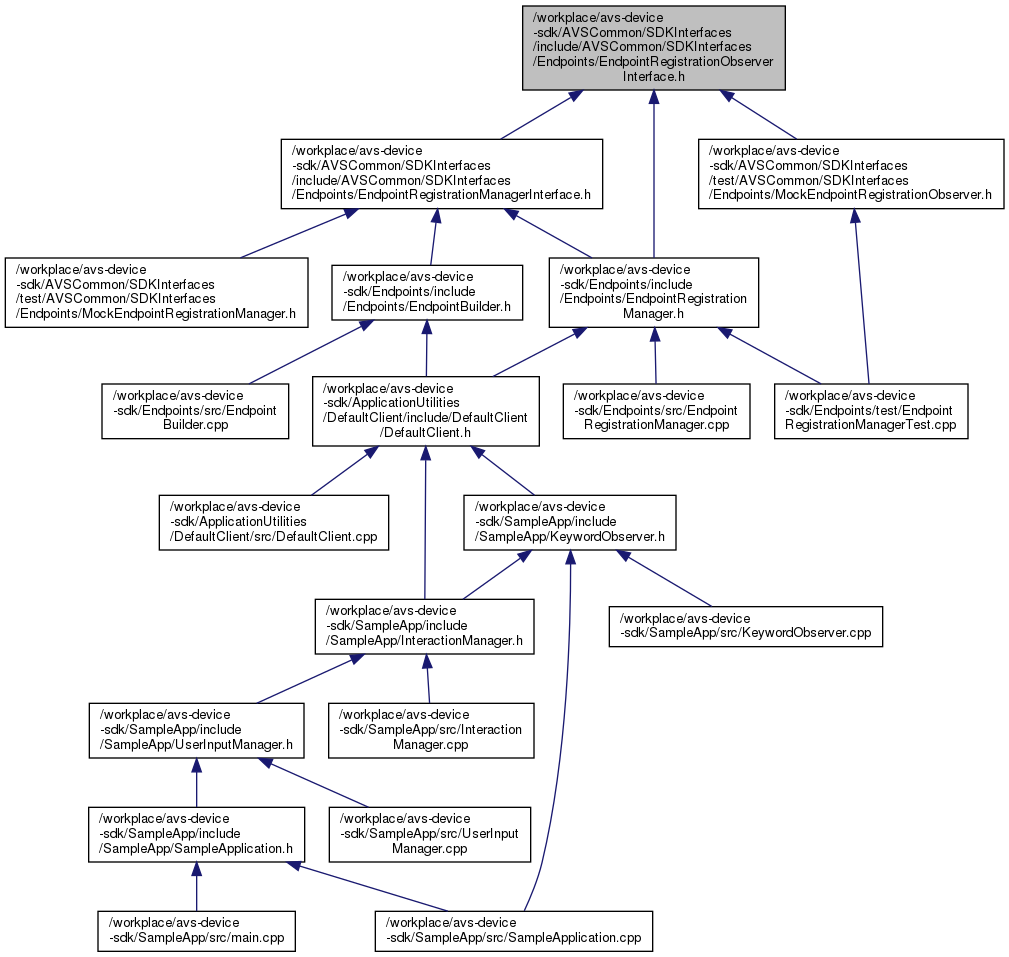 /workplace/avs-device
-sdk/AVSCommon/SDKInterfaces
/include/AVSCommon/SDKInterfaces
/Endpoints/EndpointRegistrationObserver
Interface.h
/workplace/avs-device
-sdk/AVSCommon/SDKInterfaces
/include/AVSCommon/SDKInterfaces
/Endpoints/EndpointRegistrationManagerInterface.h
/workplace/avs-device
-sdk/AVSCommon/SDKInterfaces
/test/AVSCommon/SDKInterfaces
/Endpoints/MockEndpointRegistrationObserver.h
/workplace/avs-device
-sdk/AVSCommon/SDKInterfaces
/test/AVSCommon/SDKInterfaces
/Endpoints/MockEndpointRegistrationManager.h
/workplace/avs-device
-sdk/Endpoints/include
/Endpoints/EndpointBuilder.h
/workplace/avs-device
-sdk/Endpoints/include
/Endpoints/EndpointRegistration
Manager.h
/workplace/avs-device
-sdk/Endpoints/src/Endpoint
Builder.cpp
/workplace/avs-device
-sdk/ApplicationUtilities
/DefaultClient/include/DefaultClient
/DefaultClient.h
/workplace/avs-device
-sdk/Endpoints/src/Endpoint
RegistrationManager.cpp
/workplace/avs-device
-sdk/Endpoints/test/Endpoint
RegistrationManagerTest.cpp
/workplace/avs-device
-sdk/ApplicationUtilities
/DefaultClient/src/DefaultClient.cpp
/workplace/avs-device
-sdk/SampleApp/include
/SampleApp/KeywordObserver.h
/workplace/avs-device
-sdk/SampleApp/include
/SampleApp/InteractionManager.h
/workplace/avs-device
-sdk/SampleApp/src/KeywordObserver.cpp
/workplace/avs-device
-sdk/SampleApp/include
/SampleApp/UserInputManager.h
/workplace/avs-device
-sdk/SampleApp/src/Interaction
Manager.cpp
/workplace/avs-device
-sdk/SampleApp/include
/SampleApp/SampleApplication.h
/workplace/avs-device
-sdk/SampleApp/src/UserInput
Manager.cpp
/workplace/avs-device
-sdk/SampleApp/src/main.cpp
/workplace/avs-device
-sdk/SampleApp/src/SampleApplication.cpp